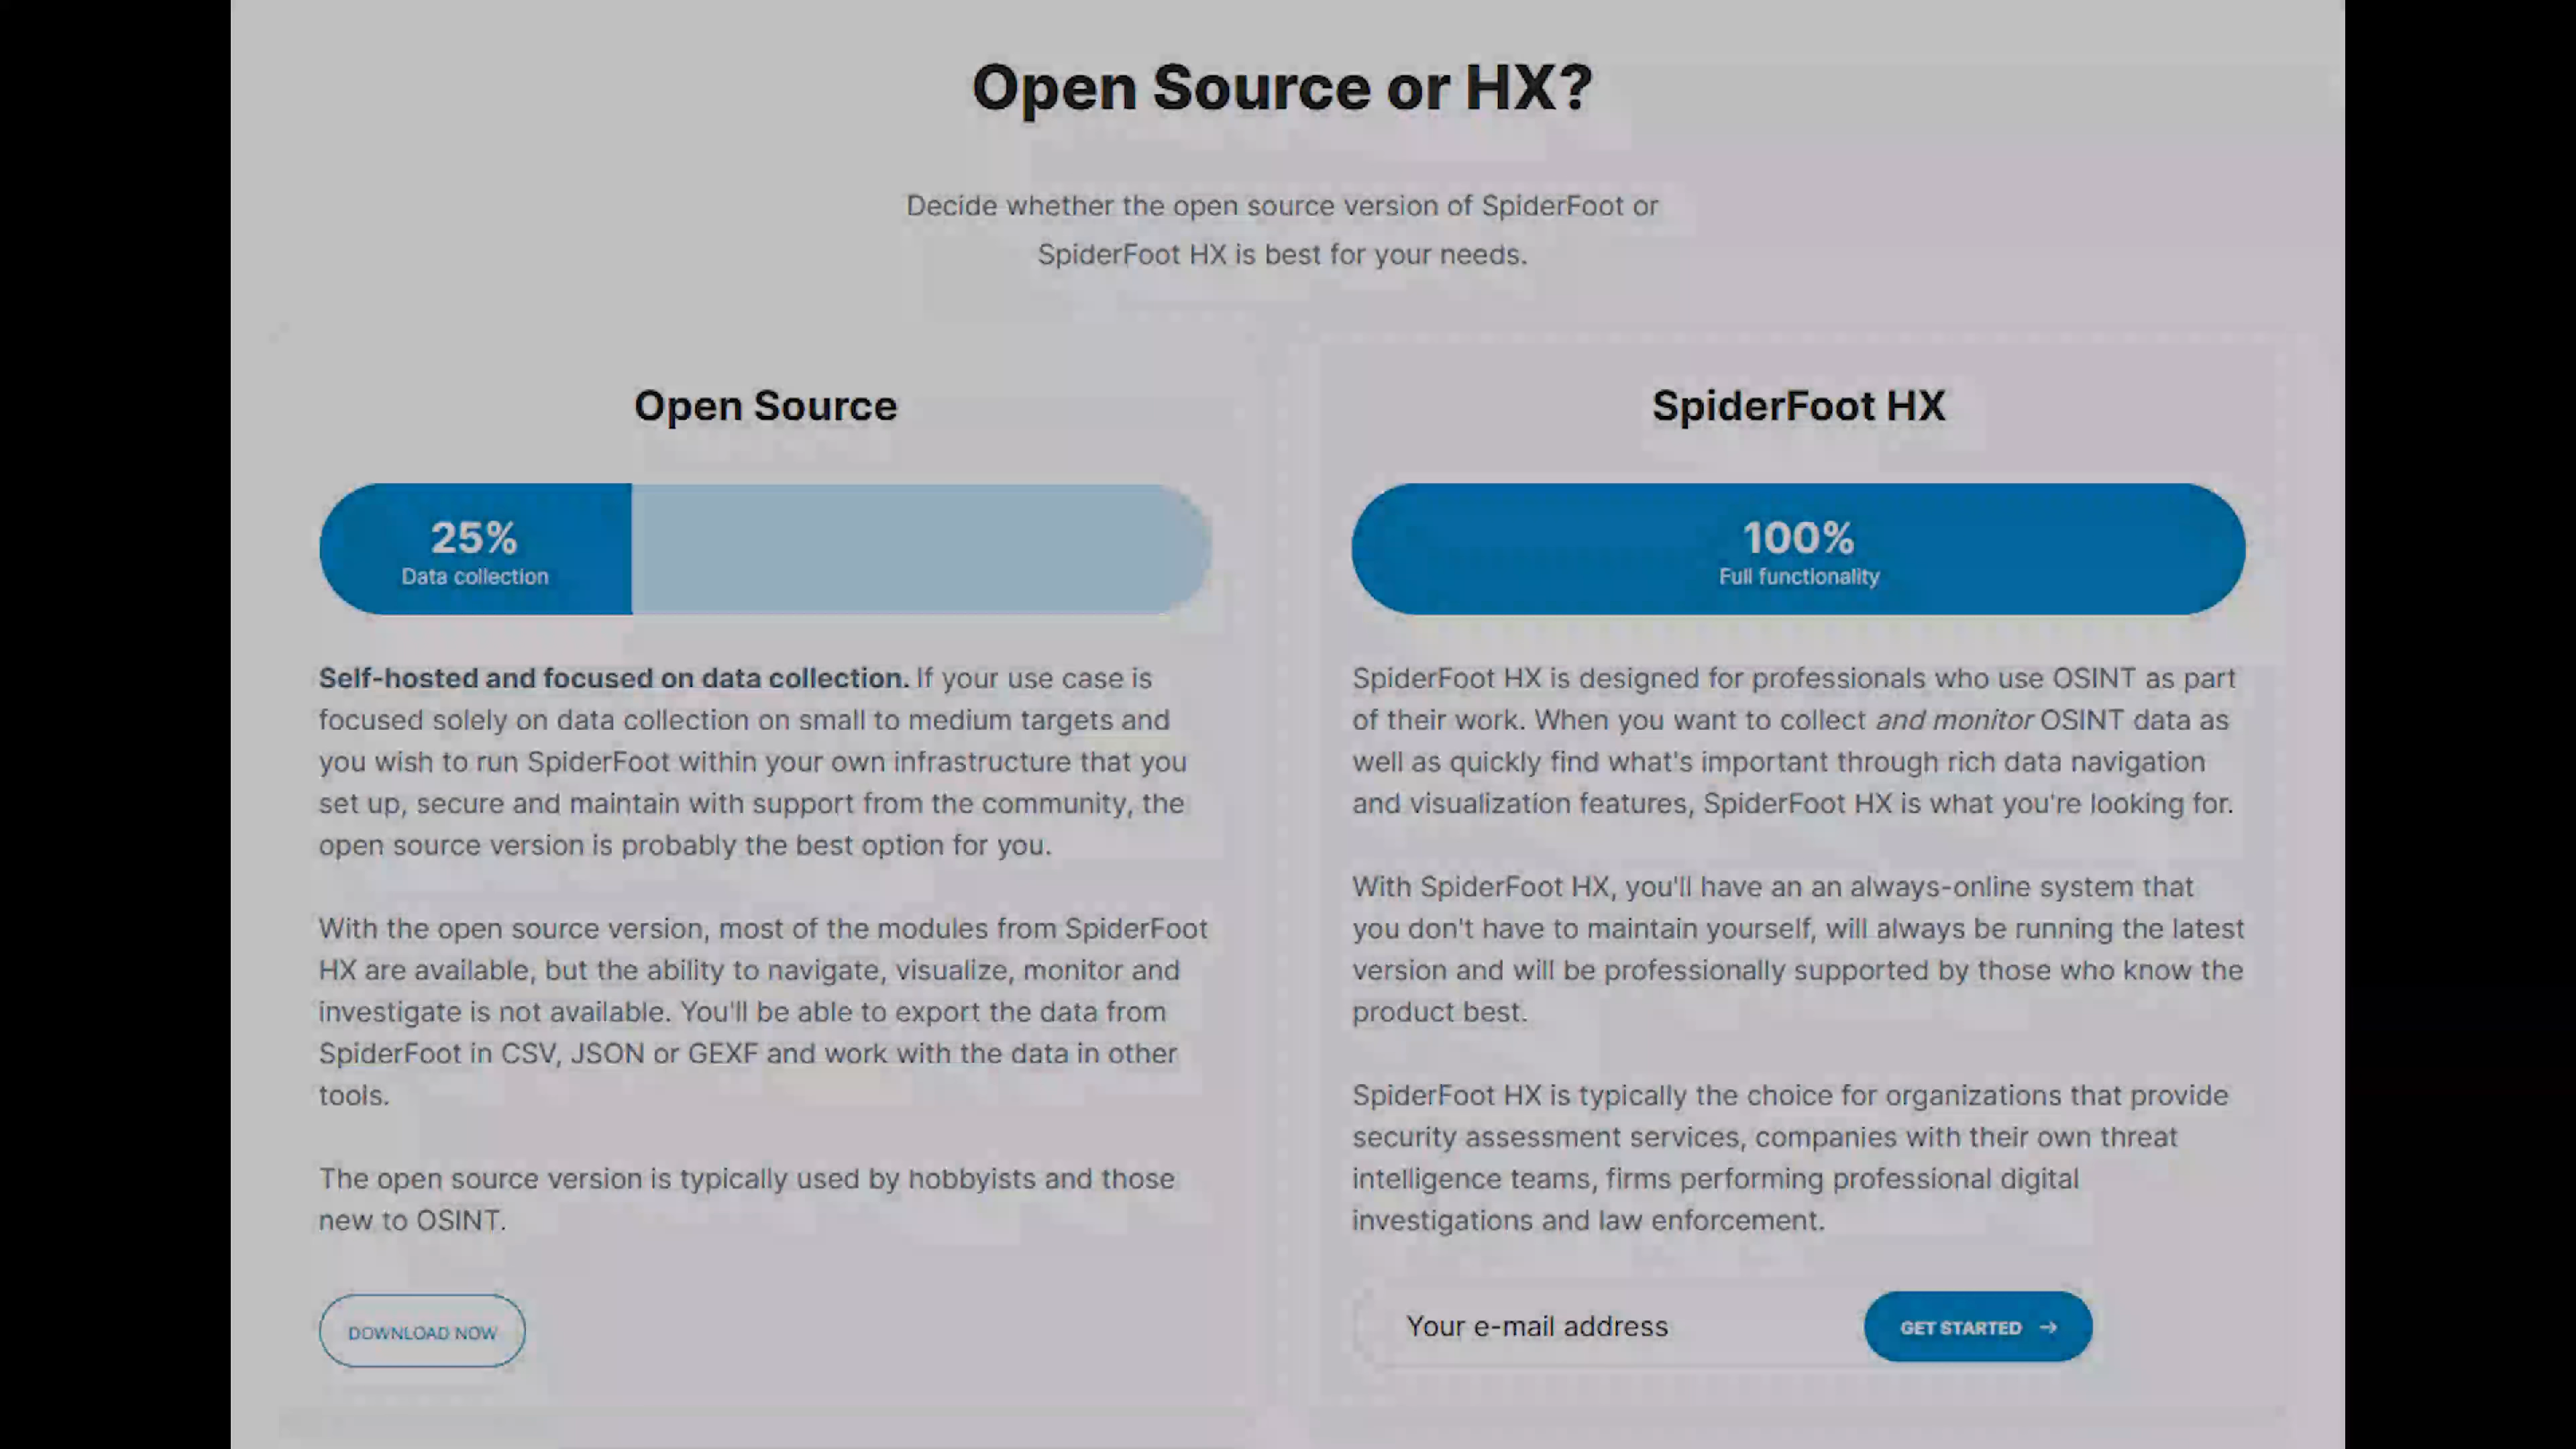 Open Source or HX?
Decide whether the open source version of SpiderFoot or
SpiderFoot HX is best for your needs.
Open Source
25%
Data collection
Self-hosted and focused on data collection. If your use case is
focused solely on data collection on small to medium targets and
you wish to run SpiderFoot within your own infrastructure that you
set up, secure and maintain with support from the community, the
open source version is probably the best option for you.
With the open source version, most of the modules from SpiderFoot
HX are available, but the ability to navigate, visualize, monitor and
investigate is not available. You'll be able to export the data from
SpiderFoot in CSV, JSON or GEXF and work with the data in other
tools.
The open source version is typically used by hobbyists and those
new to OSINT.
DOWNLOAD NOW
SpiderFoot HX
100%
Full functionality
SpiderFoot HX is designed for professionals who use OSINT as part
of their work. When you want to collect and monitor OSINT data as
well as quickly find what's important through rich data navigation
and visualization features, SpiderFoot HX is what you're looking for.
With SpiderFoot HX, you'll have an an always-online system that
you don't have to maintain yourself, will always be running the latest
version and will be professionally supported by those who know the
product best.
SpiderFoot HX is typically the choice for organizations that provide
security assessment services, companies with their own threat
intelligence teams, firms performing professional digital
investigations and law enforcement.
Your e-mail address
GET STARTED →